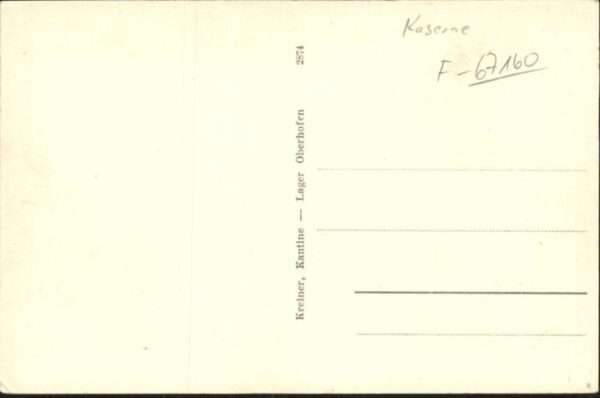 Kaserne
F-67160
Kreiner, Kantine — Lager Oberhofen 2874